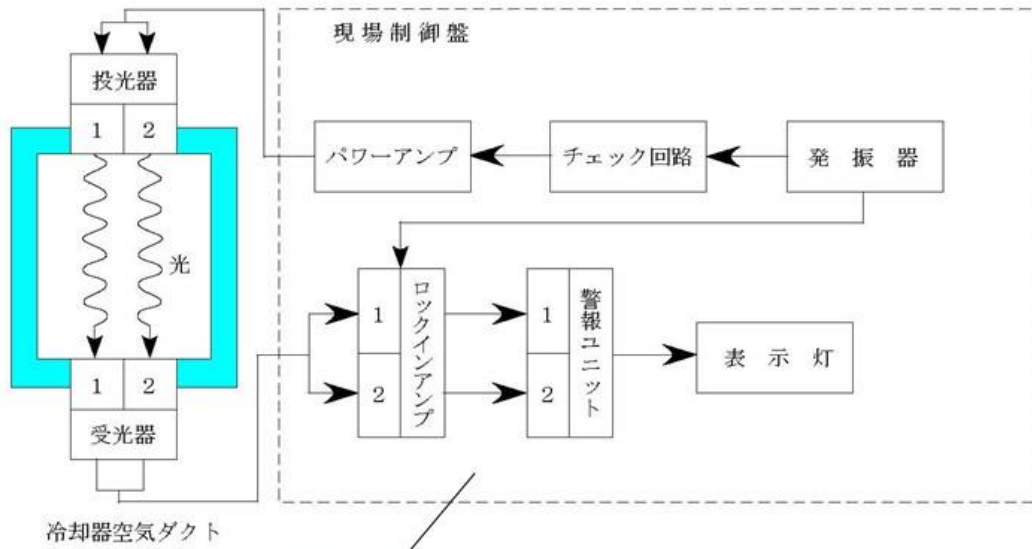 現場制御盤
投光器
1 2
パワーアンプ
チェック回路
発振器
光
1
2
ロックインアンプ
1
2
警報ユニット
表示灯
1 2
受光器
冷却器空気ダクト